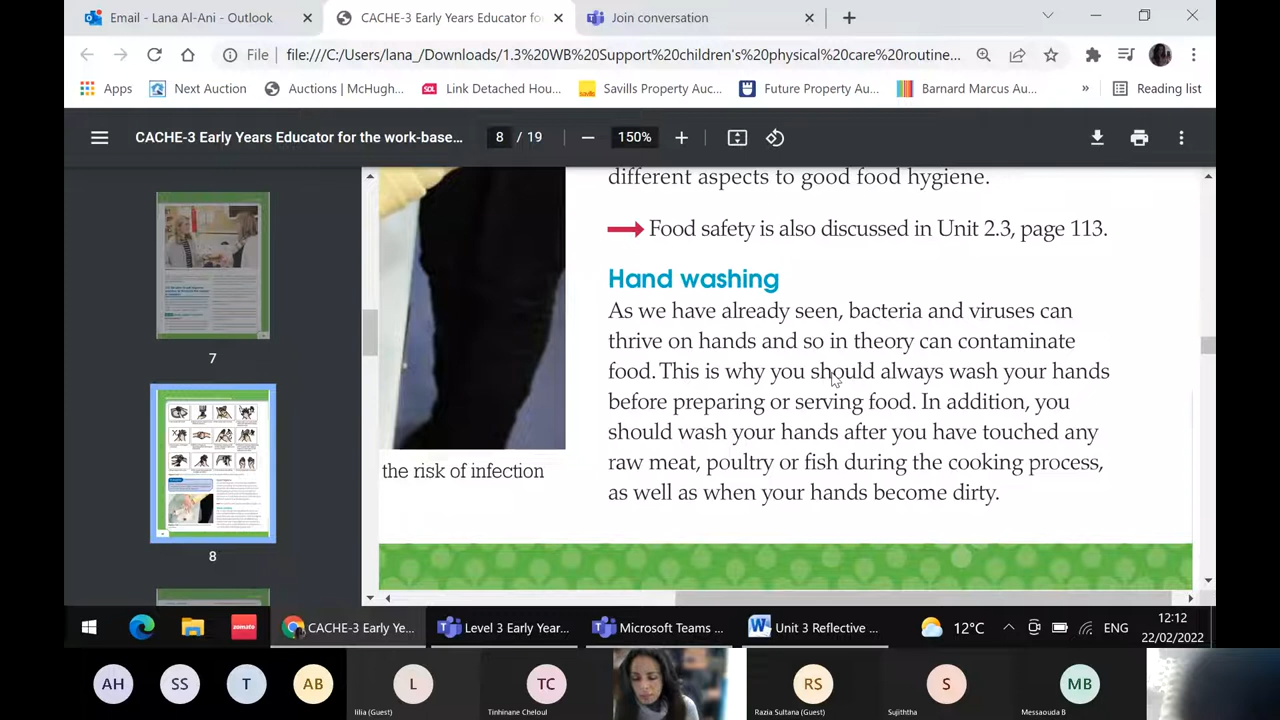 Email - Lana Al-Ani - Outlook
CACHE-3 Early Years Educator fo
Join conversation
File
file:///C:/Users/lana_/Downloads/1.3%20WB%20Support%20children's%20physical%20care%20routine...
Apps
Next Auction
Auctions | McHugh...
SDL
Link Detached Hou...
savills
Savills Property Auc...
Future Property Au...
Barnard Marcus Au...
»
Reading list
CACHE-3 Early Years Educator for the work-base...
8 / 19
150%
7
8
different aspects to good food hygiene.
Food safety is also discussed in Unit 2.3, page 113.
Hand washing
As we have already seen, bacteria and viruses can
thrive on hands and so in theory can contaminate
food. This is why you should always wash your hands
before preparing or serving food. In addition, you
should wash your hands after you have touched any
raw meat, poultry or fish during the cooking process,
as well as when your hands become dirty.
the risk of infection
zomato
CACHE-3 Early Ye...
Level 3 Early Year...
Microsoft Teams ...
Unit 3 Reflective ...
12°C
ENG
12:12
22/02/2022
AH
SS
T
AB
L
lilia (Guest)
TC
Tinhinane Cheloul
RS
Razia Sultana (Guest)
S
Sujiththa
MB
Messaouda B